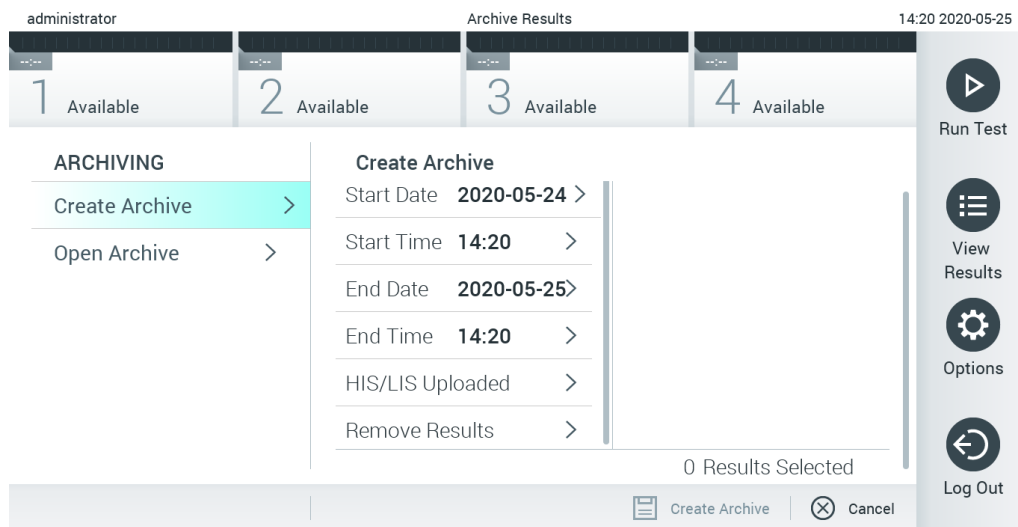 administrator
Archive Results
14:20 2020-05-25
--:--
1 Available
--:--
2 Available
--:--
3 Available
--:--
4 Available
Run Test
View
Results
Options
Log Out
ARCHIVING
Create Archive
Open Archive
Create Archive
Start Date 2020-05-24
Start Time 14:20
End Date 2020-05-25
End Time 14:20
HIS/LIS Uploaded
Remove Results
0 Results Selected
Create Archive
Cancel